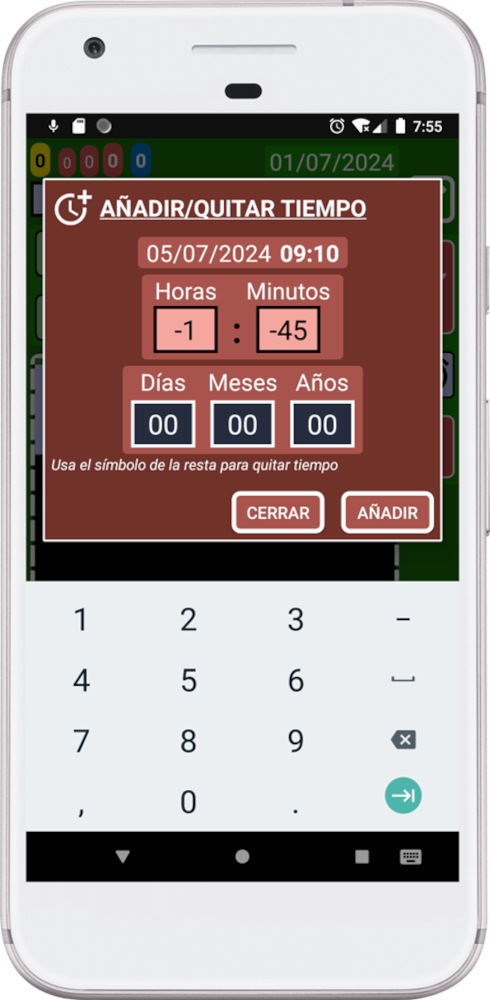 7:55
0 0 0 0 0
01/07/2024
AÑADIR/QUITAR TIEMPO
05/07/2024 09:10
Horas Minutos
-1 : -45
Días Meses Años
00 00 00
Usa el símbolo de la resta para quitar tiempo
CERRAR AÑADIR
1 2 3 –
4 5 6
7 8 9
, 0 .